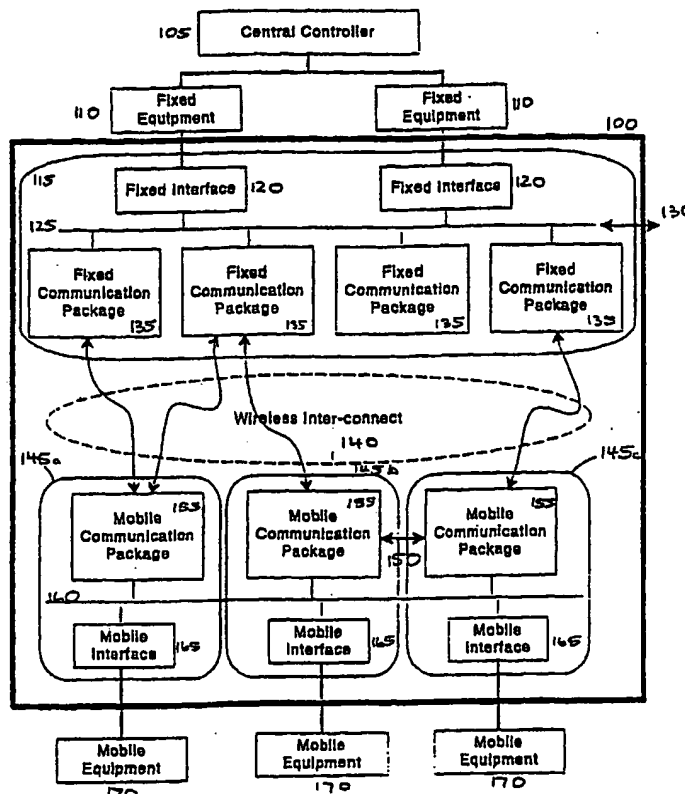 105 Central Controller
110 Fixed Equipment Fixed Equipment 110
100
115 Fixed Interface 120 Fixed Interface 120
125 130
Fixed Communication Package 135
Fixed Communication Package 135
Fixed Communication Package 135
Fixed Communication Package 135
Wireless Inter-connect
140
145a 145b 145c
Mobile Communication Package 155
Mobile Communication Package 155
150
Mobile Communication Package 155
160
Mobile Interface 165
Mobile Interface 165
Mobile Interface 165
Mobile Equipment
Mobile Equipment
Mobile Equipment
170 170 170